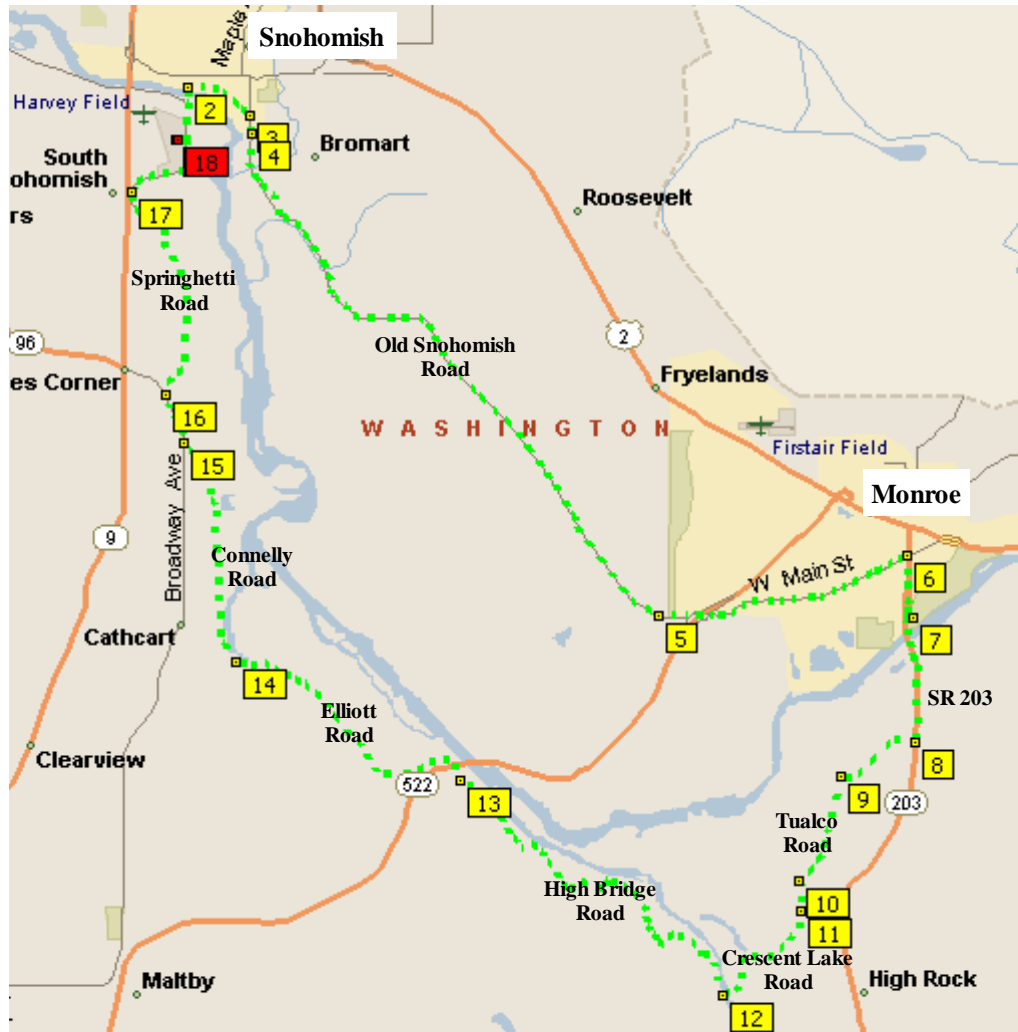 Snohomish
Maple
Harvey Field
2
3
4
Bromart
18
South
ohomish
rs
17
Roosevelt
Springhetti
Road
96
es Corner
Old Snohomish
Road
2
Fryelands
WASHINGTON
Firstair Field
16
15
Monroe
Broadway Ave
9
Connelly
Road
W Main St
6
5
7
Cathcart
14
SR 203
Elliott
Road
Clearview
8
522
13
9
203
Tualco
Road
High Bridge
Road
10
11
Crescent Lake
Road
Maltby
High Rock
12